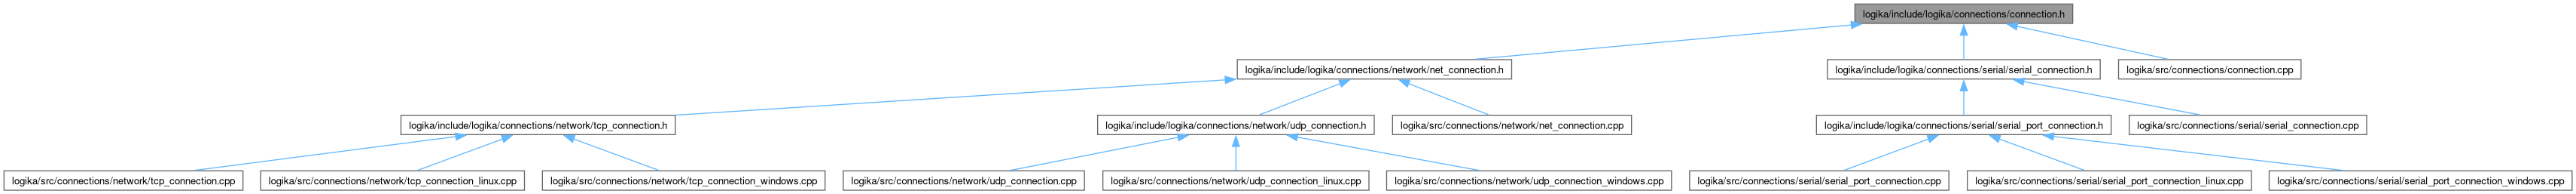 logika/include/logika/connections/connection.h
logika/include/logika/connections/network/net_connection.h
logika/include/logika/connections/serial/serial_connection.h
logika/src/connections/connection.cpp
logika/include/logika/connections/network/tcp_connection.h
logika/include/logika/connections/network/udp_connection.h
logika/src/connections/network/net_connection.cpp
logika/include/logika/connections/serial/serial_port_connection.h
logika/src/connections/serial/serial_connection.cpp
logika/src/connections/network/tcp_connection.cpp
logika/src/connections/network/tcp_connection_linux.cpp
logika/src/connections/network/tcp_connection_windows.cpp
logika/src/connections/network/udp_connection.cpp
logika/src/connections/network/udp_connection_linux.cpp
logika/src/connections/network/udp_connection_windows.cpp
logika/src/connections/serial/serial_port_connection.cpp
logika/src/connections/serial/serial_port_connection_linux.cpp
logika/src/connections/serial/serial_port_connection_windows.cpp